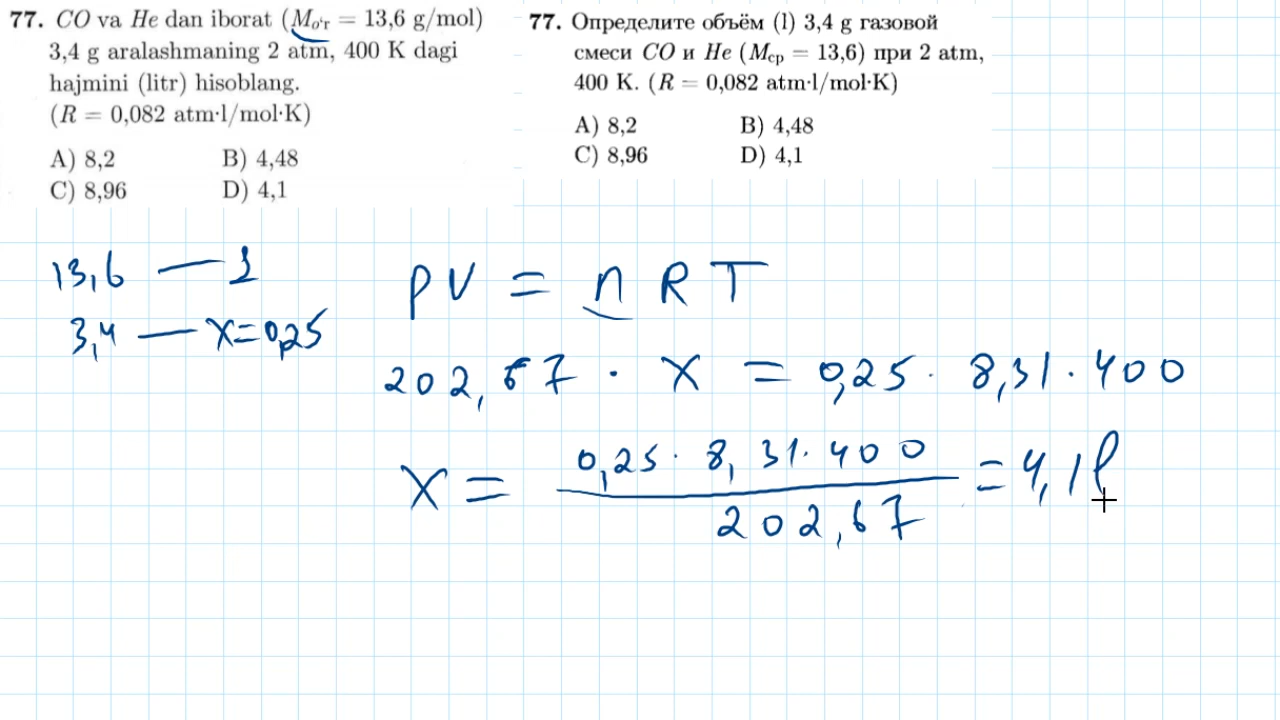 77. CO va He dan iborat (Mo‘r = 13,6 g/mol)
3,4 g aralashmaning 2 atm, 400 K dagi
hajmini (litr) hisoblang.
(R = 0,082 atm·l/mol·K)
A) 8,2 B) 4,48
C) 8,96 D) 4,1
77. Определите объём (l) 3,4 g газовой
смеси CO и He (Mср = 13,6) при 2 atm,
400 K. (R = 0,082 atm·l/mol·K)
A) 8,2 B) 4,48
C) 8,96 D) 4,1
13,6 — 1
3,4 — x=0,25
PV = nRT
202,67 · x = 0,25 · 8,31 · 400
x = 0,25 · 8,31 · 400 / 202,67 = 4,1 l